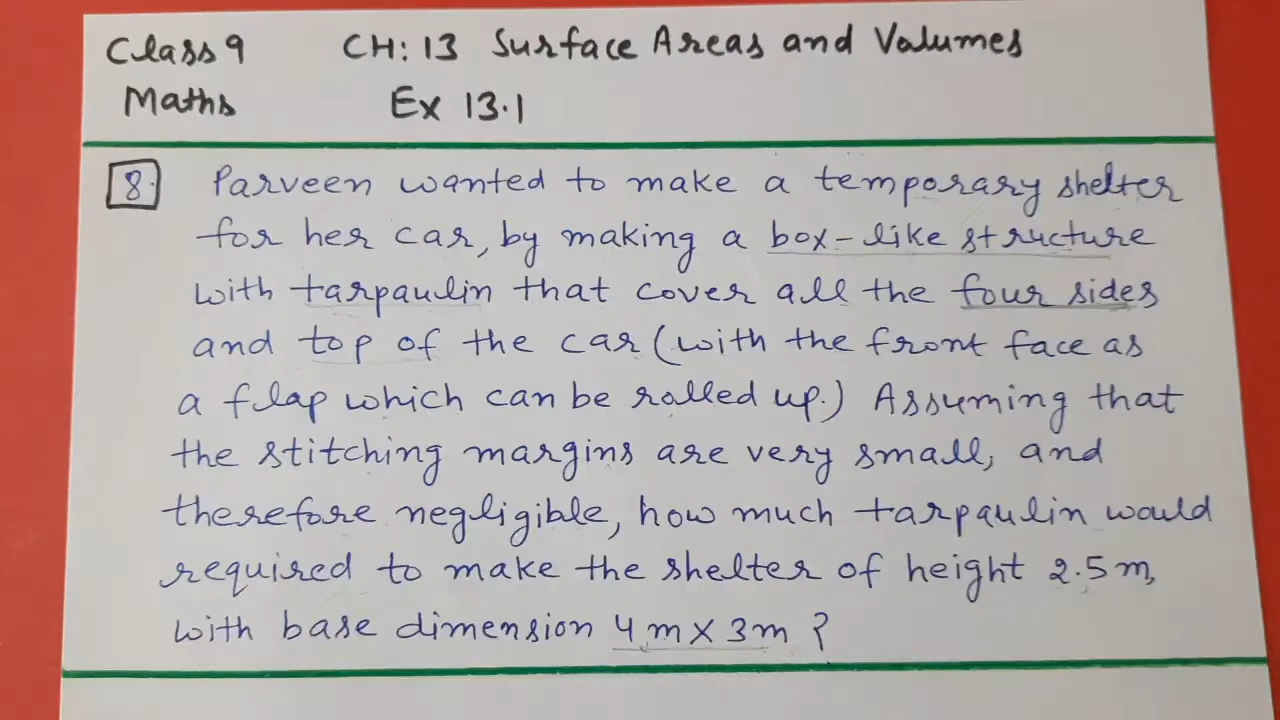 Class 9 CH: 13 Surface Areas and Volumes
Maths Ex 13.1
8. Parveen wanted to make a temporary shelter
for her car, by making a box-like structure
with tarpaulin that cover all the four sides
and top of the car (with the front face as
a flap which can be rolled up.) Assuming that
the stitching margins are very small, and
therefore negligible, how much tarpaulin would
required to make the shelter of height 2.5m,
with base dimension 4m x 3m ?